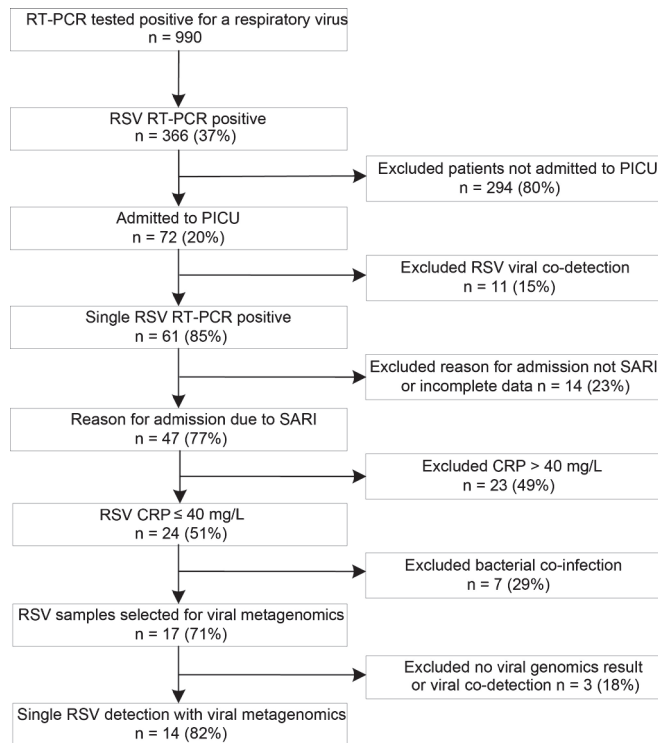 RT-PCR tested positive for a respiratory virus
n = 990
RSV RT-PCR positive
n = 366 (37%)
Excluded patients not admitted to PICU
n = 294 (80%)
Admitted to PICU
n = 72 (20%)
Excluded RSV viral co-detection
n = 11 (15%)
Single RSV RT-PCR positive
n = 61 (85%)
Excluded reason for admission not SARI
or incomplete data n = 14 (23%)
Reason for admission due to SARI
n = 47 (77%)
Excluded CRP > 40 mg/L
n = 23 (49%)
RSV CRP ≤ 40 mg/L
n = 24 (51%)
Excluded bacterial co-infection
n = 7 (29%)
RSV samples selected for viral metagenomics
n = 17 (71%)
Excluded no viral genomics result
or viral co-detection n = 3 (18%)
Single RSV detection with viral metagenomics
n = 14 (82%)